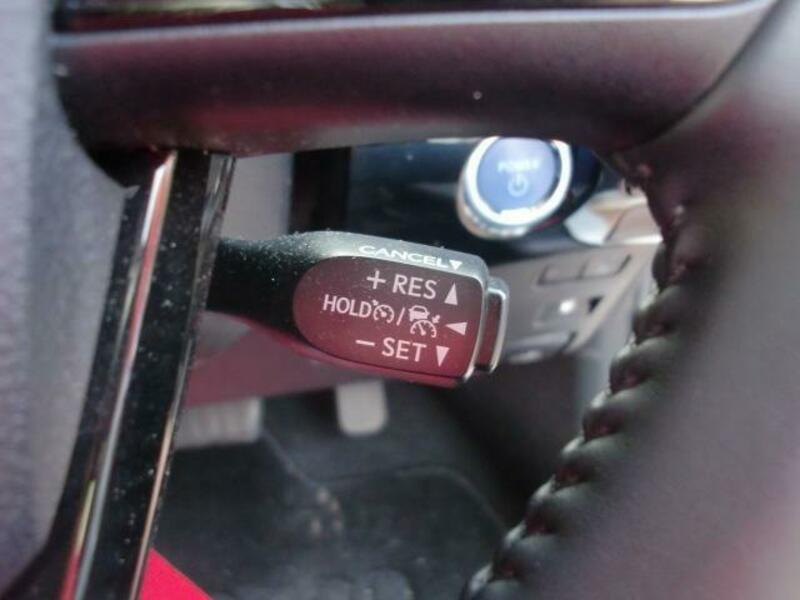 POWER
CANCEL▼
+ RES ▲
HOLD / ◀
− SET ▼